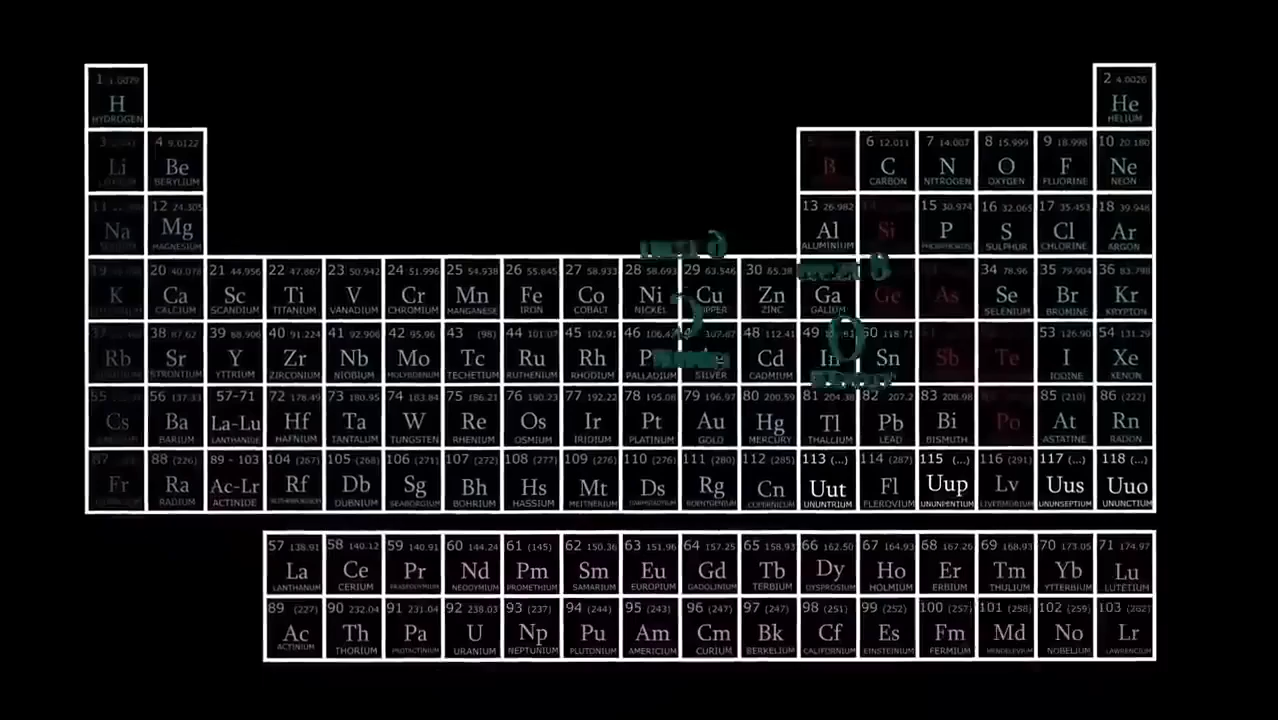 1 1.0079 2 4.0026
H He
HYDROGEN HELIUM
3 4 9.0122 6 12.011 7 14.007 8 15.999 9 18.998 10 20.180
Li Be B C N O F Ne
BERYLIUM CARBON NITROGEN OXYGEN FLUORINE NEON
12 24.305 13 26.982 15 30.974 16 32.065 17 35.453 18 39.948
Na Mg Al Si P S Cl Ar
MAGNESIUM ALUMINIUM PHOSPHORUS SULPHUR CHLORINE ARGON
20 40.078 21 44.956 22 47.867 23 50.942 24 51.996 25 54.938 26 55.845 27 58.933 28 58.693 29 63.546 30 65.38 34 78.96 35 79.904 36 83.798
K Ca Sc Ti V Cr Mn Fe Co Ni Cu Zn Ga Ge As Se Br Kr
CALCIUM SCANDIUM TITANIUM VANADIUM CHROMIUM MANGANESE IRON COBALT NICKEL ZINC GALIUM SELENIUM BROMINE KRYPTON
38 87.62 39 88.906 40 91.224 41 92.906 42 95.96 43 (98) 44 101.07 45 102.91 46 48 112.41 49 50 118.71 53 126.90 54 131.29
Rb Sr Y Zr Nb Mo Tc Ru Rh Cd In Sn Sb Te I Xe
STRONTIUM YTTRIUM ZIRCONIUM NIOBIUM TECHETIUM RUTHENIUM RHODIUM PALLADIUM SILVER CADMIUM IODINE XENON
56 137.33 57-71 72 178.49 73 180.95 74 183.84 75 186.21 76 190.23 77 192.22 78 195.08 79 196.97 80 200.59 81 204.38 82 207.2 83 208.98 85 (210) 86 (222)
Cs Ba La-Lu Hf Ta W Re Os Ir Pt Au Hg Tl Pb Bi Po At Rn
BARIUM LANTHANIDE HAFNIUM TANTALUM TUNGSTEN RHENIUM OSMIUM IRIDIUM PLATINUM GOLD MERCURY THALLIUM LEAD BISMUTH ASTATINE RADON
88 (226) 89 - 103 104 (267) 105 (268) 106 (271) 107 (272) 108 (277) 109 (276) 110 (276) 111 (280) 112 (285) 113 (...) 114 (287) 115 (...) 116 (291) 117 (...) 118 (...)
Fr Ra Ac-Lr Rf Db Sg Bh Hs Mt Ds Rg Cn Uut Fl Uup Lv Uus Uuo
RADIUM ACTINIDE DUBNIUM SEABORGIUM BOHRIUM HASSIUM MEITNERIUM ROENTGENIUM COPERNICIUM UNUNTRIUM FLEROVIUM UNUNPENTIUM LIVERMORIUM UNUNSEPTIUM UNUNCTIUM
57 138.91 58 140.12 59 140.91 60 144.24 61 (145) 62 150.36 63 151.96 64 157.25 65 158.93 66 162.50 67 164.93 68 167.26 69 168.93 70 173.05 71 174.97
La Ce Pr Nd Pm Sm Eu Gd Tb Dy Ho Er Tm Yb Lu
LANTHANUM CERIUM PRASEODYMIUM NEODYMIUM PROMETHIUM SAMARIUM EUROPIUM GADOLINIUM TERBIUM DYSPROSIUM HOLMIUM ERBIUM THULIUM YTTERBIUM LUTETIUM
89 (227) 90 232.04 91 231.04 92 238.03 93 (237) 94 (244) 95 (243) 96 (247) 97 (247) 98 (251) 99 (252) 100 (257) 101 (258) 102 (259) 103 (262)
Ac Th Pa U Np Pu Am Cm Bk Cf Es Fm Md No Lr
ACTINIUM THORIUM PROTACTINIUM URANIUM NEPTUNIUM PLUTONIUM AMERICIUM CURIUM BERKELIUM CALIFORNIUM EINSTEINIUM FERMIUM MENDELEVIUM NOBELIUM LAWRENCIUM